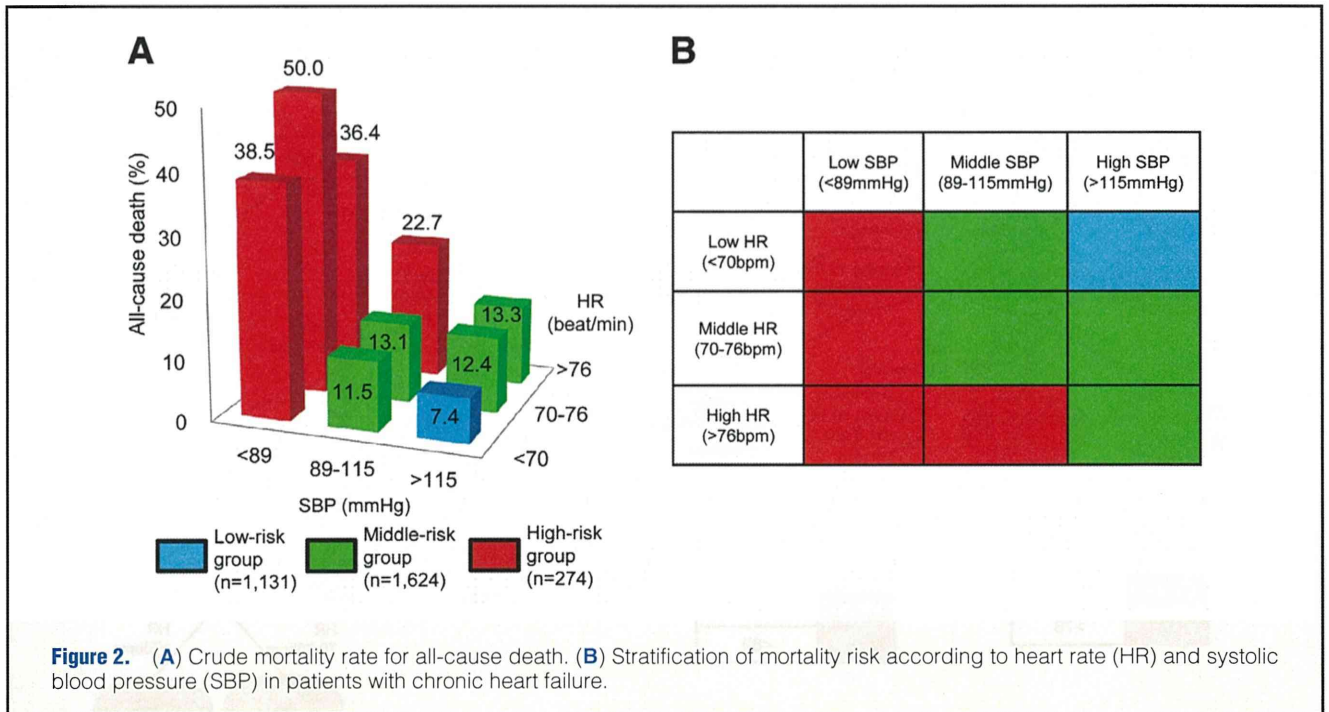 A
50.0
50
36.4
38.5
40
22.7
30
All-cause death (%)
20
13.3
HR
(beat/min)
13.1
12.4
10
>76
11.5
7.4
70-76
0
<70
<89
89-115
>115
SBP (mmHg)
Low-risk
group
(n=1,131)
Middle-risk
group
(n=1,624)
High-risk
group
(n=274)
B
Low SBP
(<89mmHg)
Middle SBP
(89-115mmHg)
High SBP
(>115mmHg)
Low HR
(<70bpm)
Middle HR
(70-76bpm)
High HR
(>76bpm)
Figure 2. (A) Crude mortality rate for all-cause death. (B) Stratification of mortality risk according to heart rate (HR) and systolic
blood pressure (SBP) in patients with chronic heart failure.